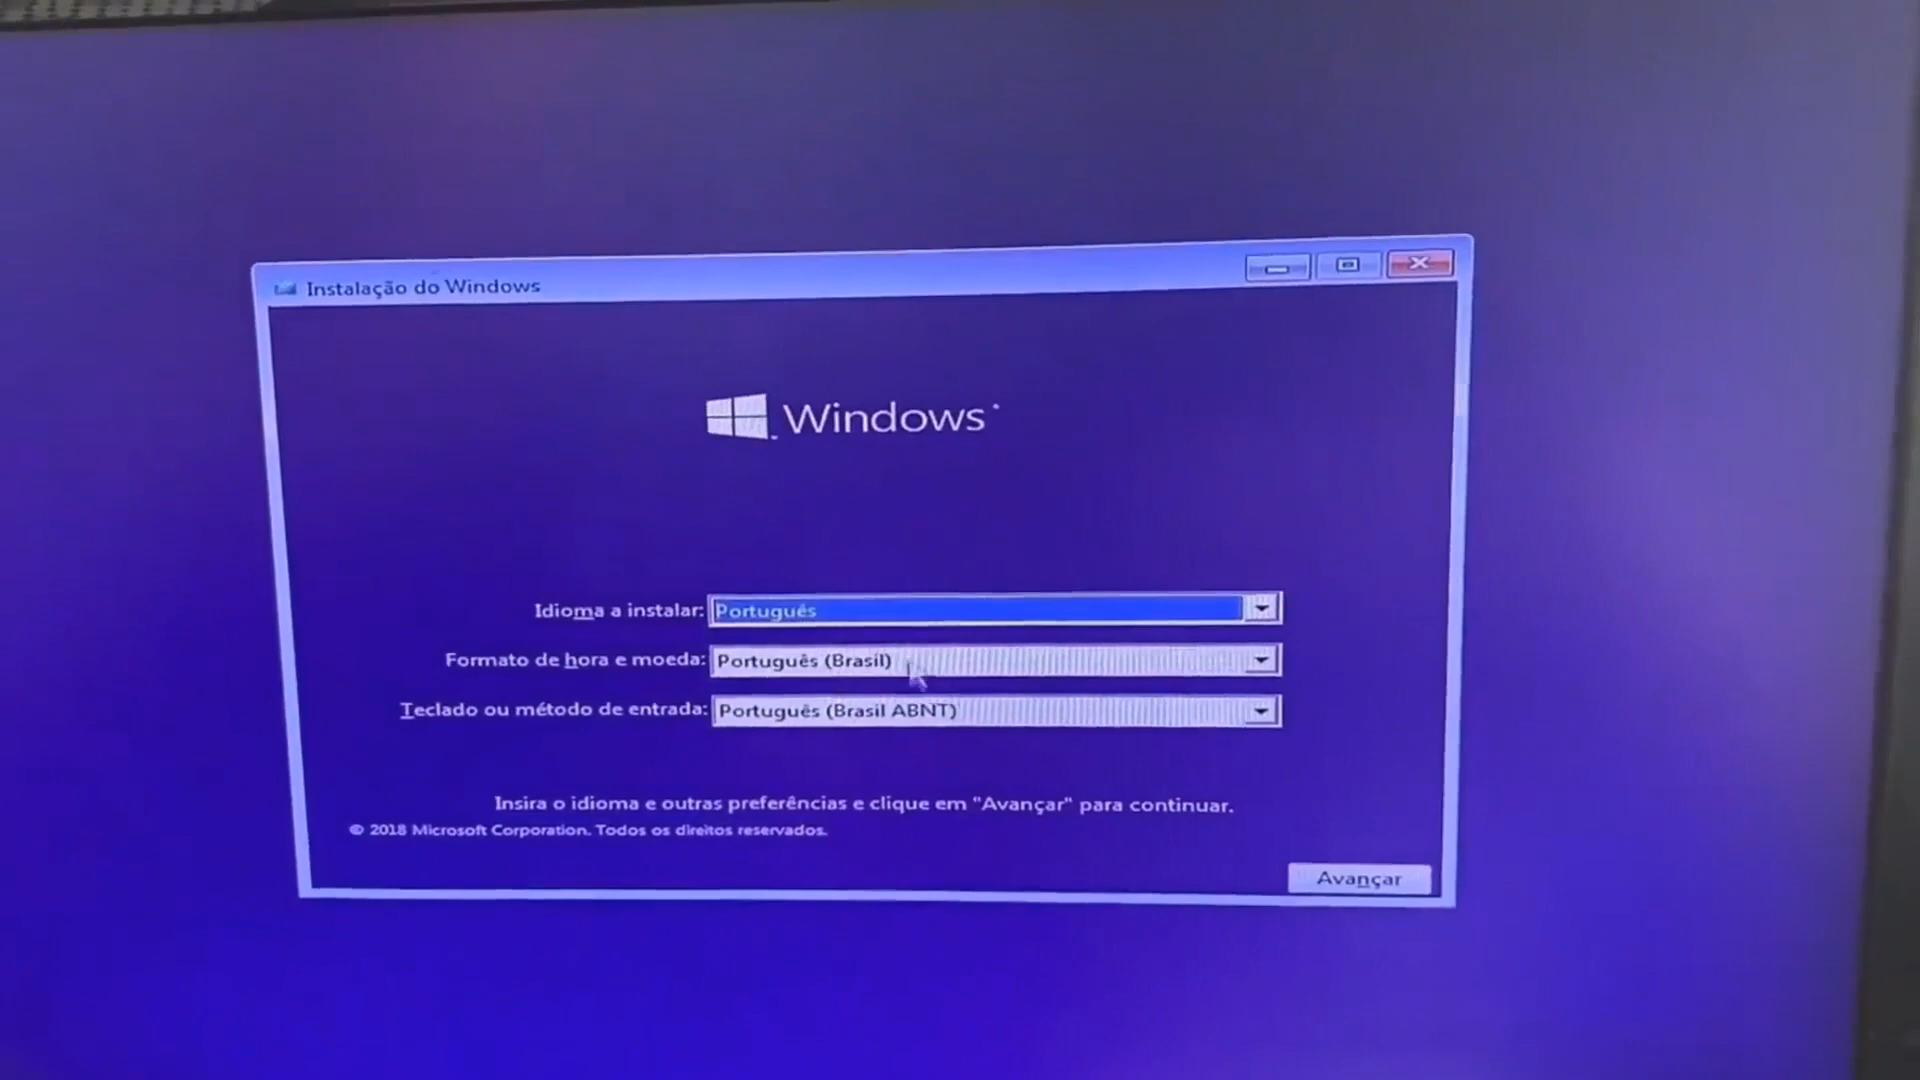 Instalação do Windows
Windows
Idioma a instalar: Português
Formato de hora e moeda: Português (Brasil)
Teclado ou método de entrada: Português (Brasil ABNT)
Insira o idioma e outras preferências e clique em "Avançar" para continuar.
© 2018 Microsoft Corporation. Todos os direitos reservados.
Avançar